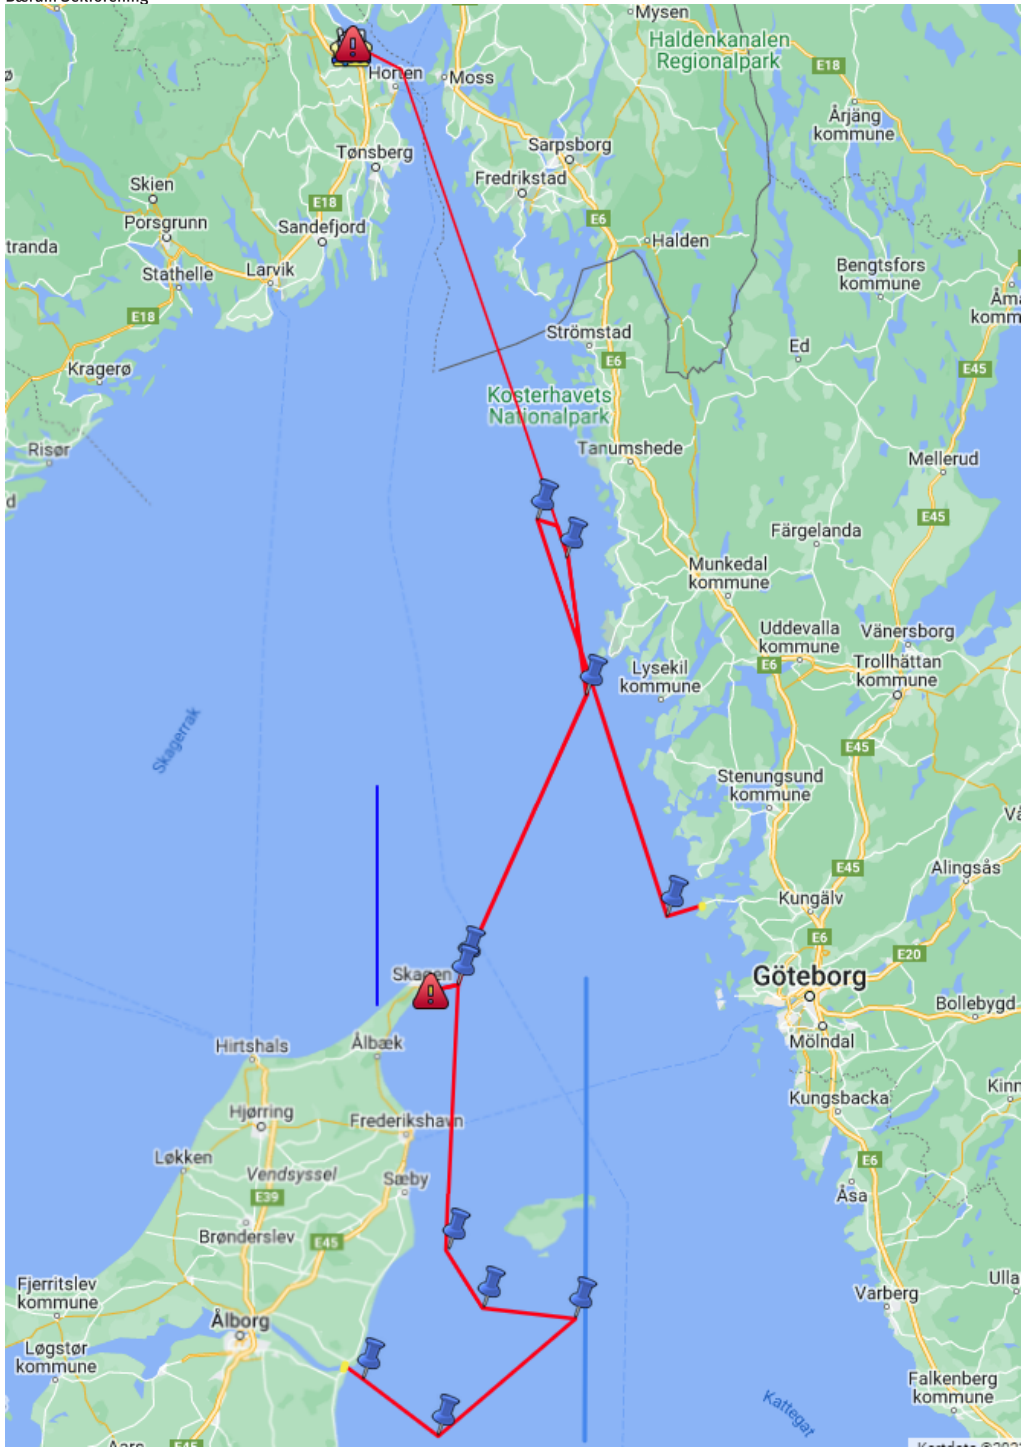 Mysen
Haldenkanalen
Regionalpark
E18
Horten
Moss
Årjäng
kommune
Sarpsborg
Tønsberg
Fredrikstad
Skien
E18
E6
Porsgrunn
Sandefjord
Halden
tranda
Stathelle
Larvik
Bengtsfors
kommune
E18
Strömstad
Ed
E6
E45
Kragerø
Kosterhavets
Nationalpark
Risør
Tanumshede
Mellerud
d
E45
Färgelanda
Munkedal
kommune
Uddevalla
kommune
Vänersborg
E6
Lysekil
kommune
Trollhättan
kommune
Skagerrak
E45
Stenungsund
kommune
E45
Alingsås
Kungälv
E6
E20
Skagen
Göteborg
Bollebygd
Mölndal
Hirtshals
Ålbæk
Kungsbacka
Hjørring
Frederikshavn
Løkken
E6
Vendsyssel
Sæby
Åsa
E39
Brønderslev
E45
Fjerritslev
kommune
Varberg
Ålborg
Løgstør
kommune
Falkenberg
kommune
Kattegat
E45